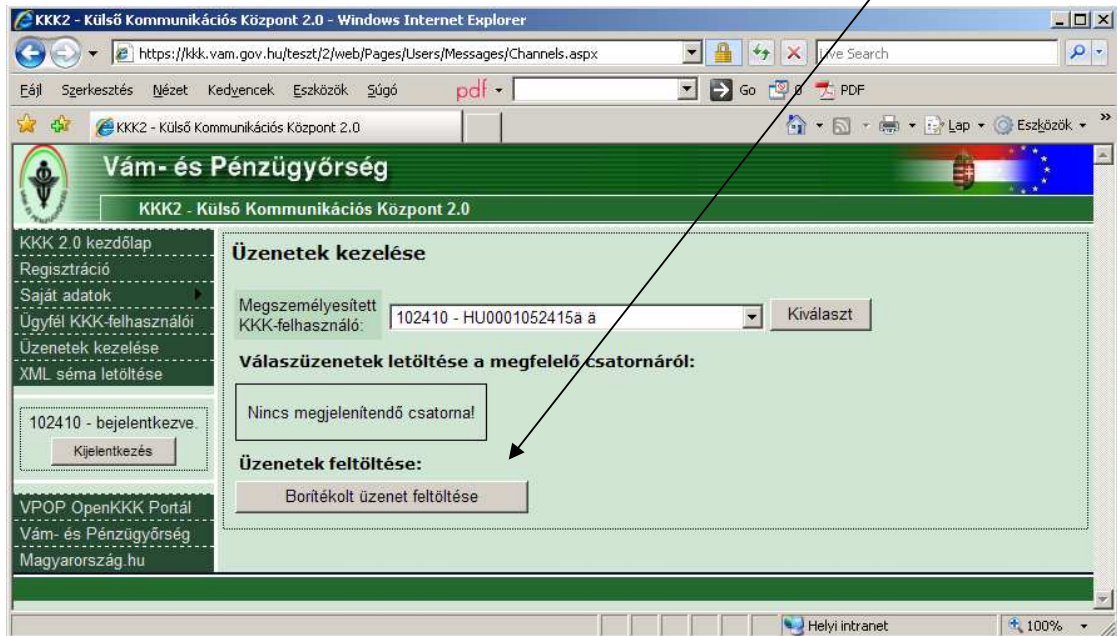 KKK2 - Külső Kommunikációs Központ 2.0 - Windows Internet Explorer
https://kkk.vam.gov.hu/teszt/2/web/Pages/Users/Messages/Channels.aspx
Live Search
Fájl Szerkesztés Nézet Kedvencek Eszközök Súgó
pdf
Go
0
PDF
KKK2 - Külső Kommunikációs Központ 2.0
Lap
Eszközök
Vám- és Pénzügyőrség
KKK2 - Külső Kommunikációs Központ 2.0
KKK 2.0 kezdőlap
Regisztráció
Saját adatok
Ügyfél KKK-felhasználói
Üzenetek kezelése
XML séma letöltése
102410 - bejelentkezve.
Kijelentkezés
VPOP OpenKKK Portál
Vám- és Pénzügyőrség
Magyarország.hu
Üzenetek kezelése
Megszemélyesített
KKK-felhasználó:
102410 - HU0001052415ä ä
Kiválaszt
Válaszüzenetek letöltése a megfelelő csatornáról:
Nincs megjelenítendő csatorna!
Üzenetek feltöltése:
Borítékolt üzenet feltöltése
Helyi intranet
100%